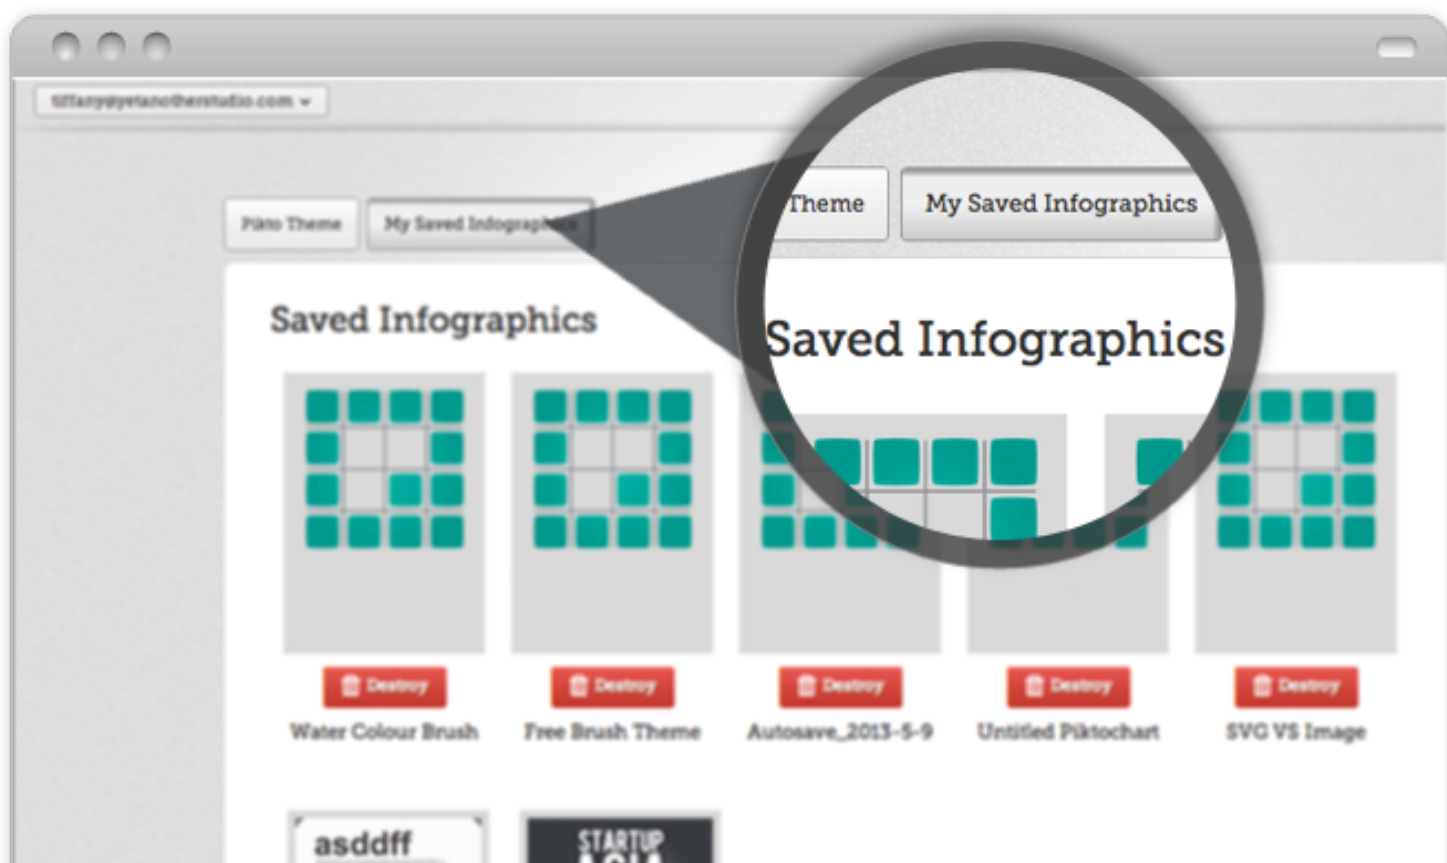 tiffany@yetanotherstudio.com
Pikto Theme
My Saved Infographics
Theme
My Saved Infographics
Saved Infographics
Saved Infographics
Destroy
Destroy
Destroy
Destroy
Destroy
Water Colour Brush
Free Brush Theme
Autosave_2013-5-9
Untitled Piktochart
SVG VS Image
asddff
STARTUP
ASIA